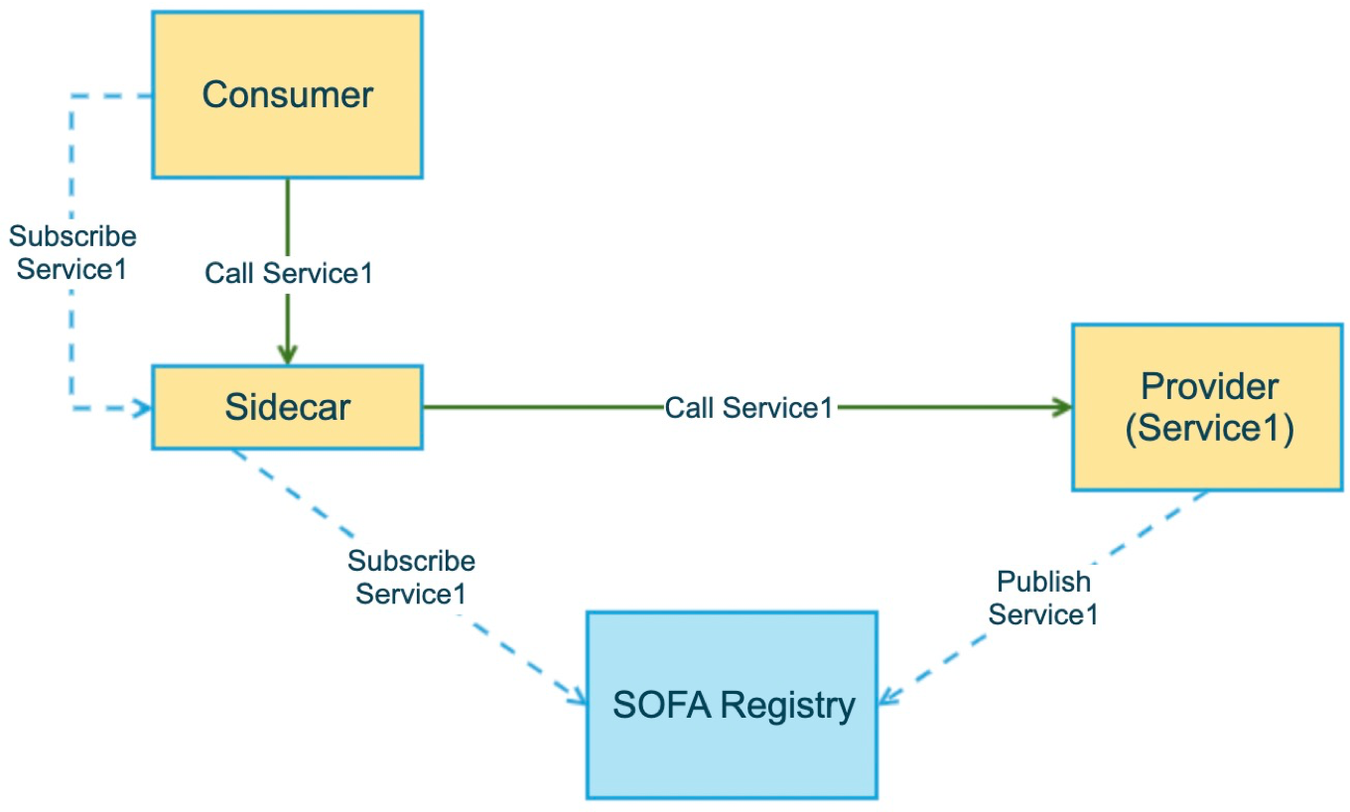 Consumer
Subscribe
Service1
Call Service1
Sidecar
Call Service1
Provider
(Service1)
Subscribe
Service1
Publish
Service1
SOFA Registry